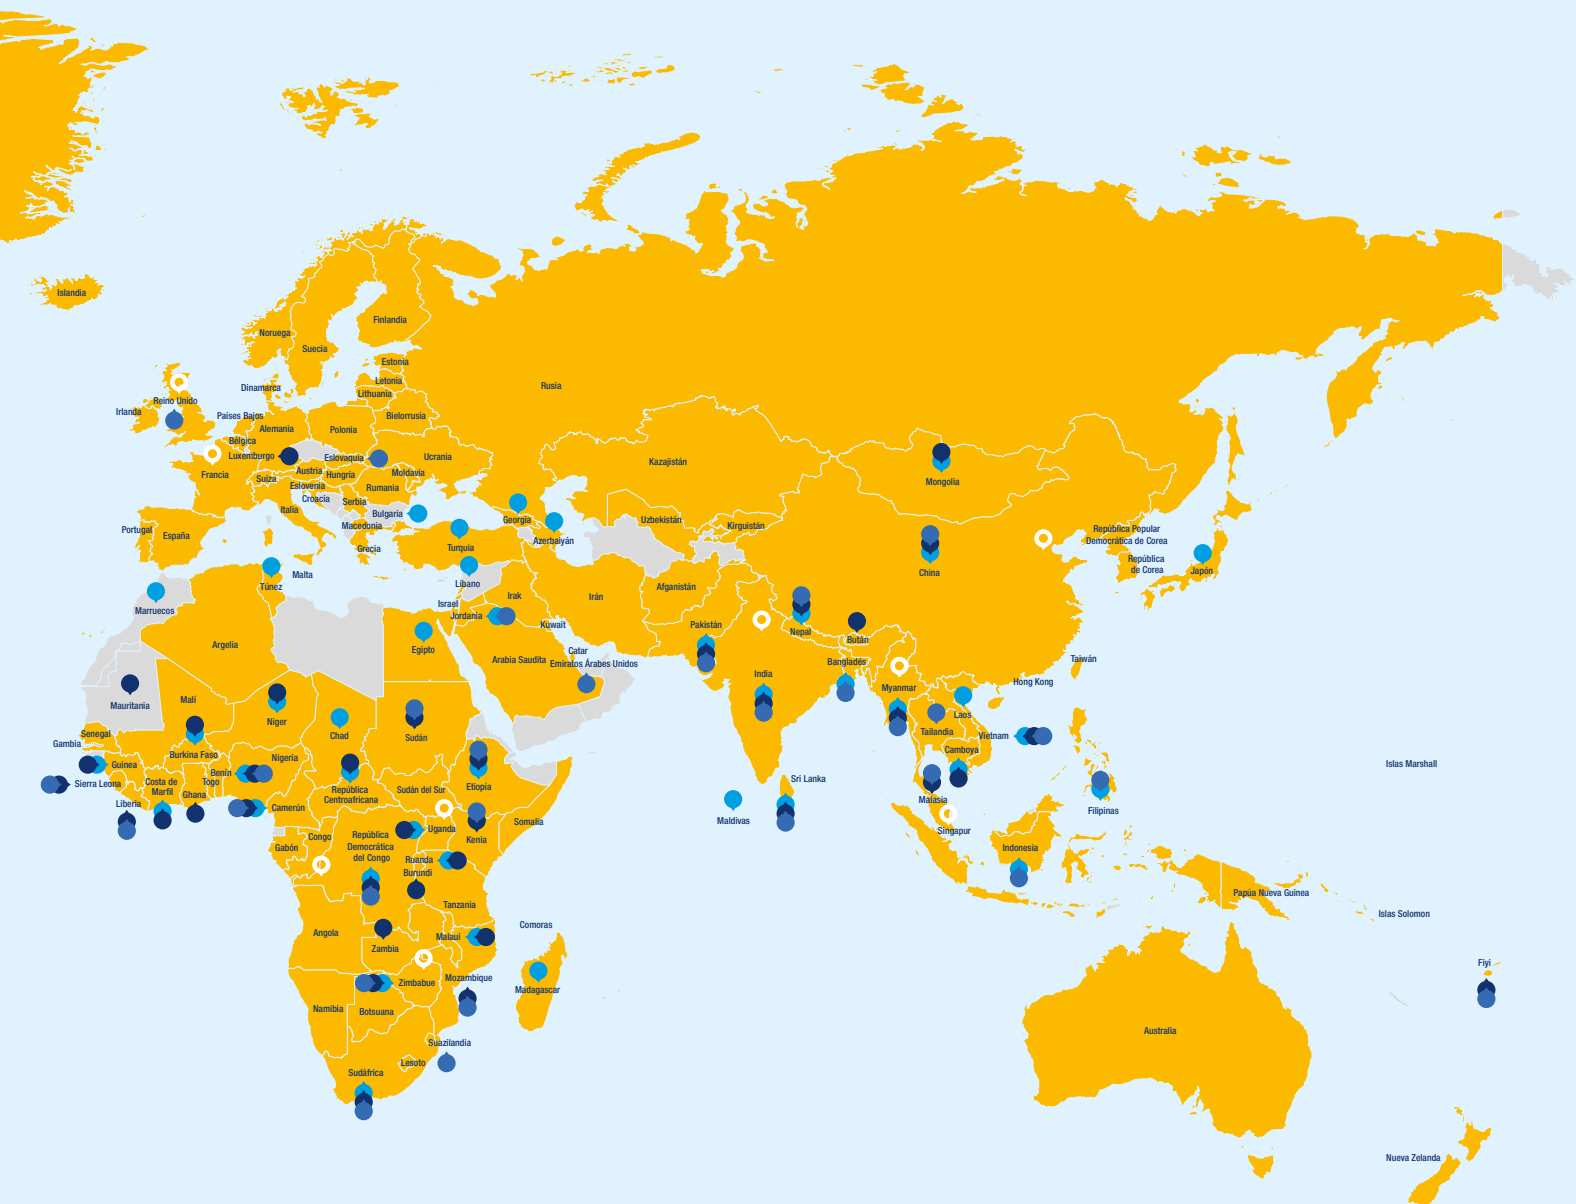 Islandia
Noruega
Finlandia
Suecia
Estonia
Letonia
Lithuania
Dinamarca
Rusia
Reino Unido
Irlanda
Países Bajos
Bielorrusia
Alemania
Polonia
Bélgica
Luxemburgo
Eslovaquia
Ucrania
Francia
Austria
Hungría
Moldavia
Suiza
Eslovenia
Rumania
Croacia
Serbia
Italia
Bulgaria
Macedonia
Portugal
España
Grecia
Georgia
Azerbaiyán
Turquía
Kazajistán
Uzbekistán
Kirguistán
Mongolia
República Popular
Democrática de Corea
República
de Corea
Japón
China
Túnez
Malta
Líbano
Marruecos
Israel
Irak
Irán
Afganistán
Jordania
Kuwait
Pakistán
Nepal
Bután
Argelia
Egipto
Arabia Saudita
Catar
Emiratos Árabes Unidos
Bangladés
Taiwán
India
Myanmar
Hong Kong
Mauritania
Malí
Niger
Chad
Sudán
Laos
Tailandia
Vietnam
Camboya
Senegal
Gambia
Burkina Faso
Nigeria
Guinea
Benín
Sierra Leona
Costa de
Marfil
Togo
Ghana
Liberia
República
Centroafricana
Sudán del Sur
Etiopía
Sri Lanka
Islas Marshall
Camerún
Maldivas
Malasia
Filipinas
Somalia
Singapur
Congo
Gabón
República
Democrática
del Congo
Uganda
Kenia
Ruanda
Burundi
Indonesia
Papúa Nueva Guinea
Tanzania
Islas Solomon
Angola
Comoras
Malaui
Zambia
Fiyi
Zimbabue
Mozambique
Madagascar
Namibia
Botsuana
Australia
Suazilandia
Lesoto
Sudáfrica
Nueva Zelanda